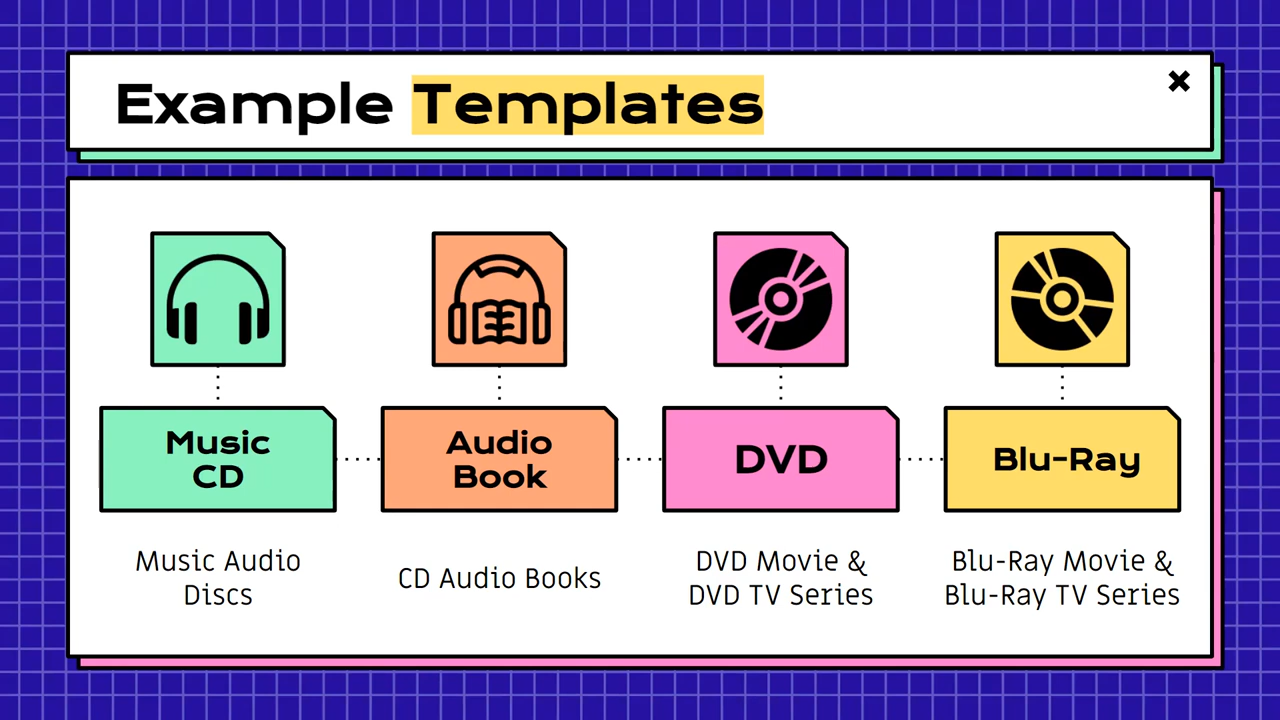 Example Templates
Music
CD
Audio
Book
DVD
Blu-Ray
Music Audio
Discs
CD Audio Books
DVD Movie &
DVD TV Series
Blu-Ray Movie &
Blu-Ray TV Series